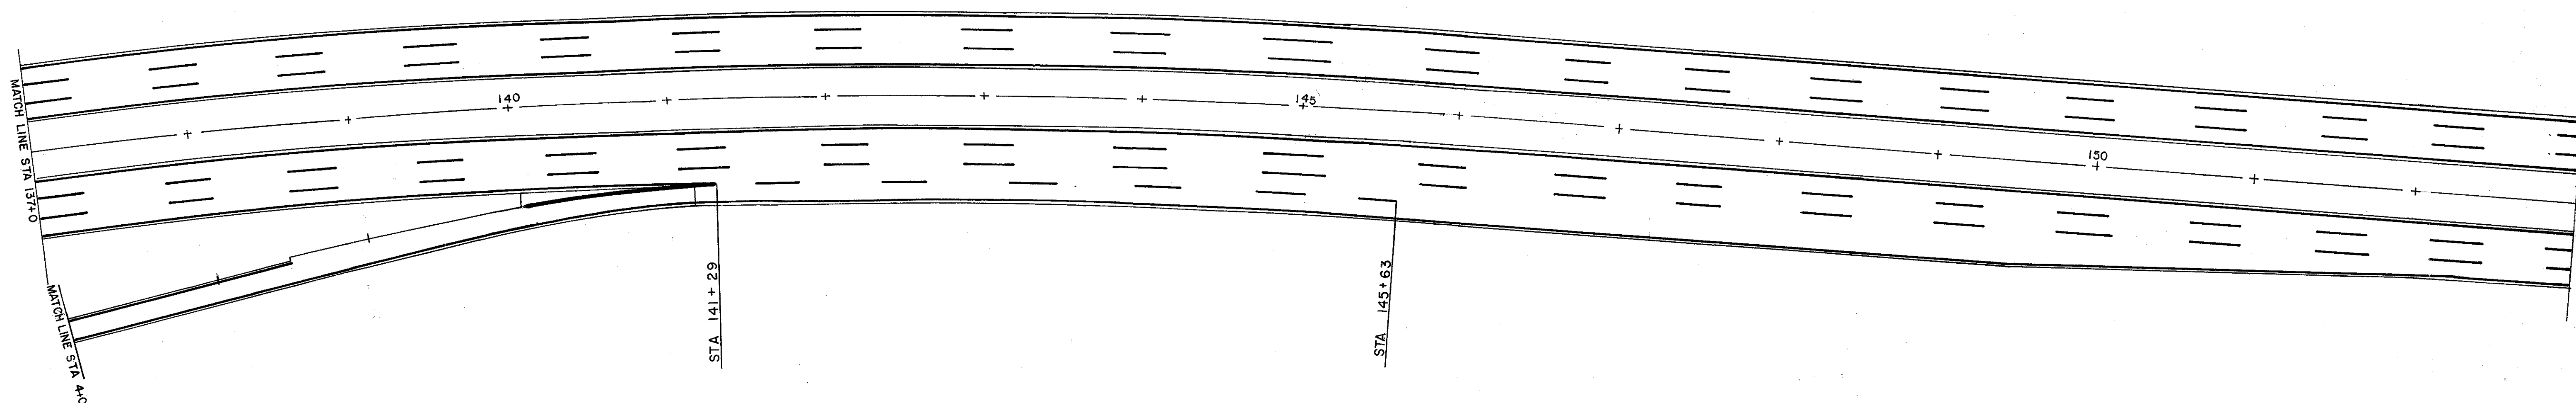 MATCH LINE STA 137+0
140
145
150
MATCH LINE STA 4+0
STA 141+29
STA 145+63